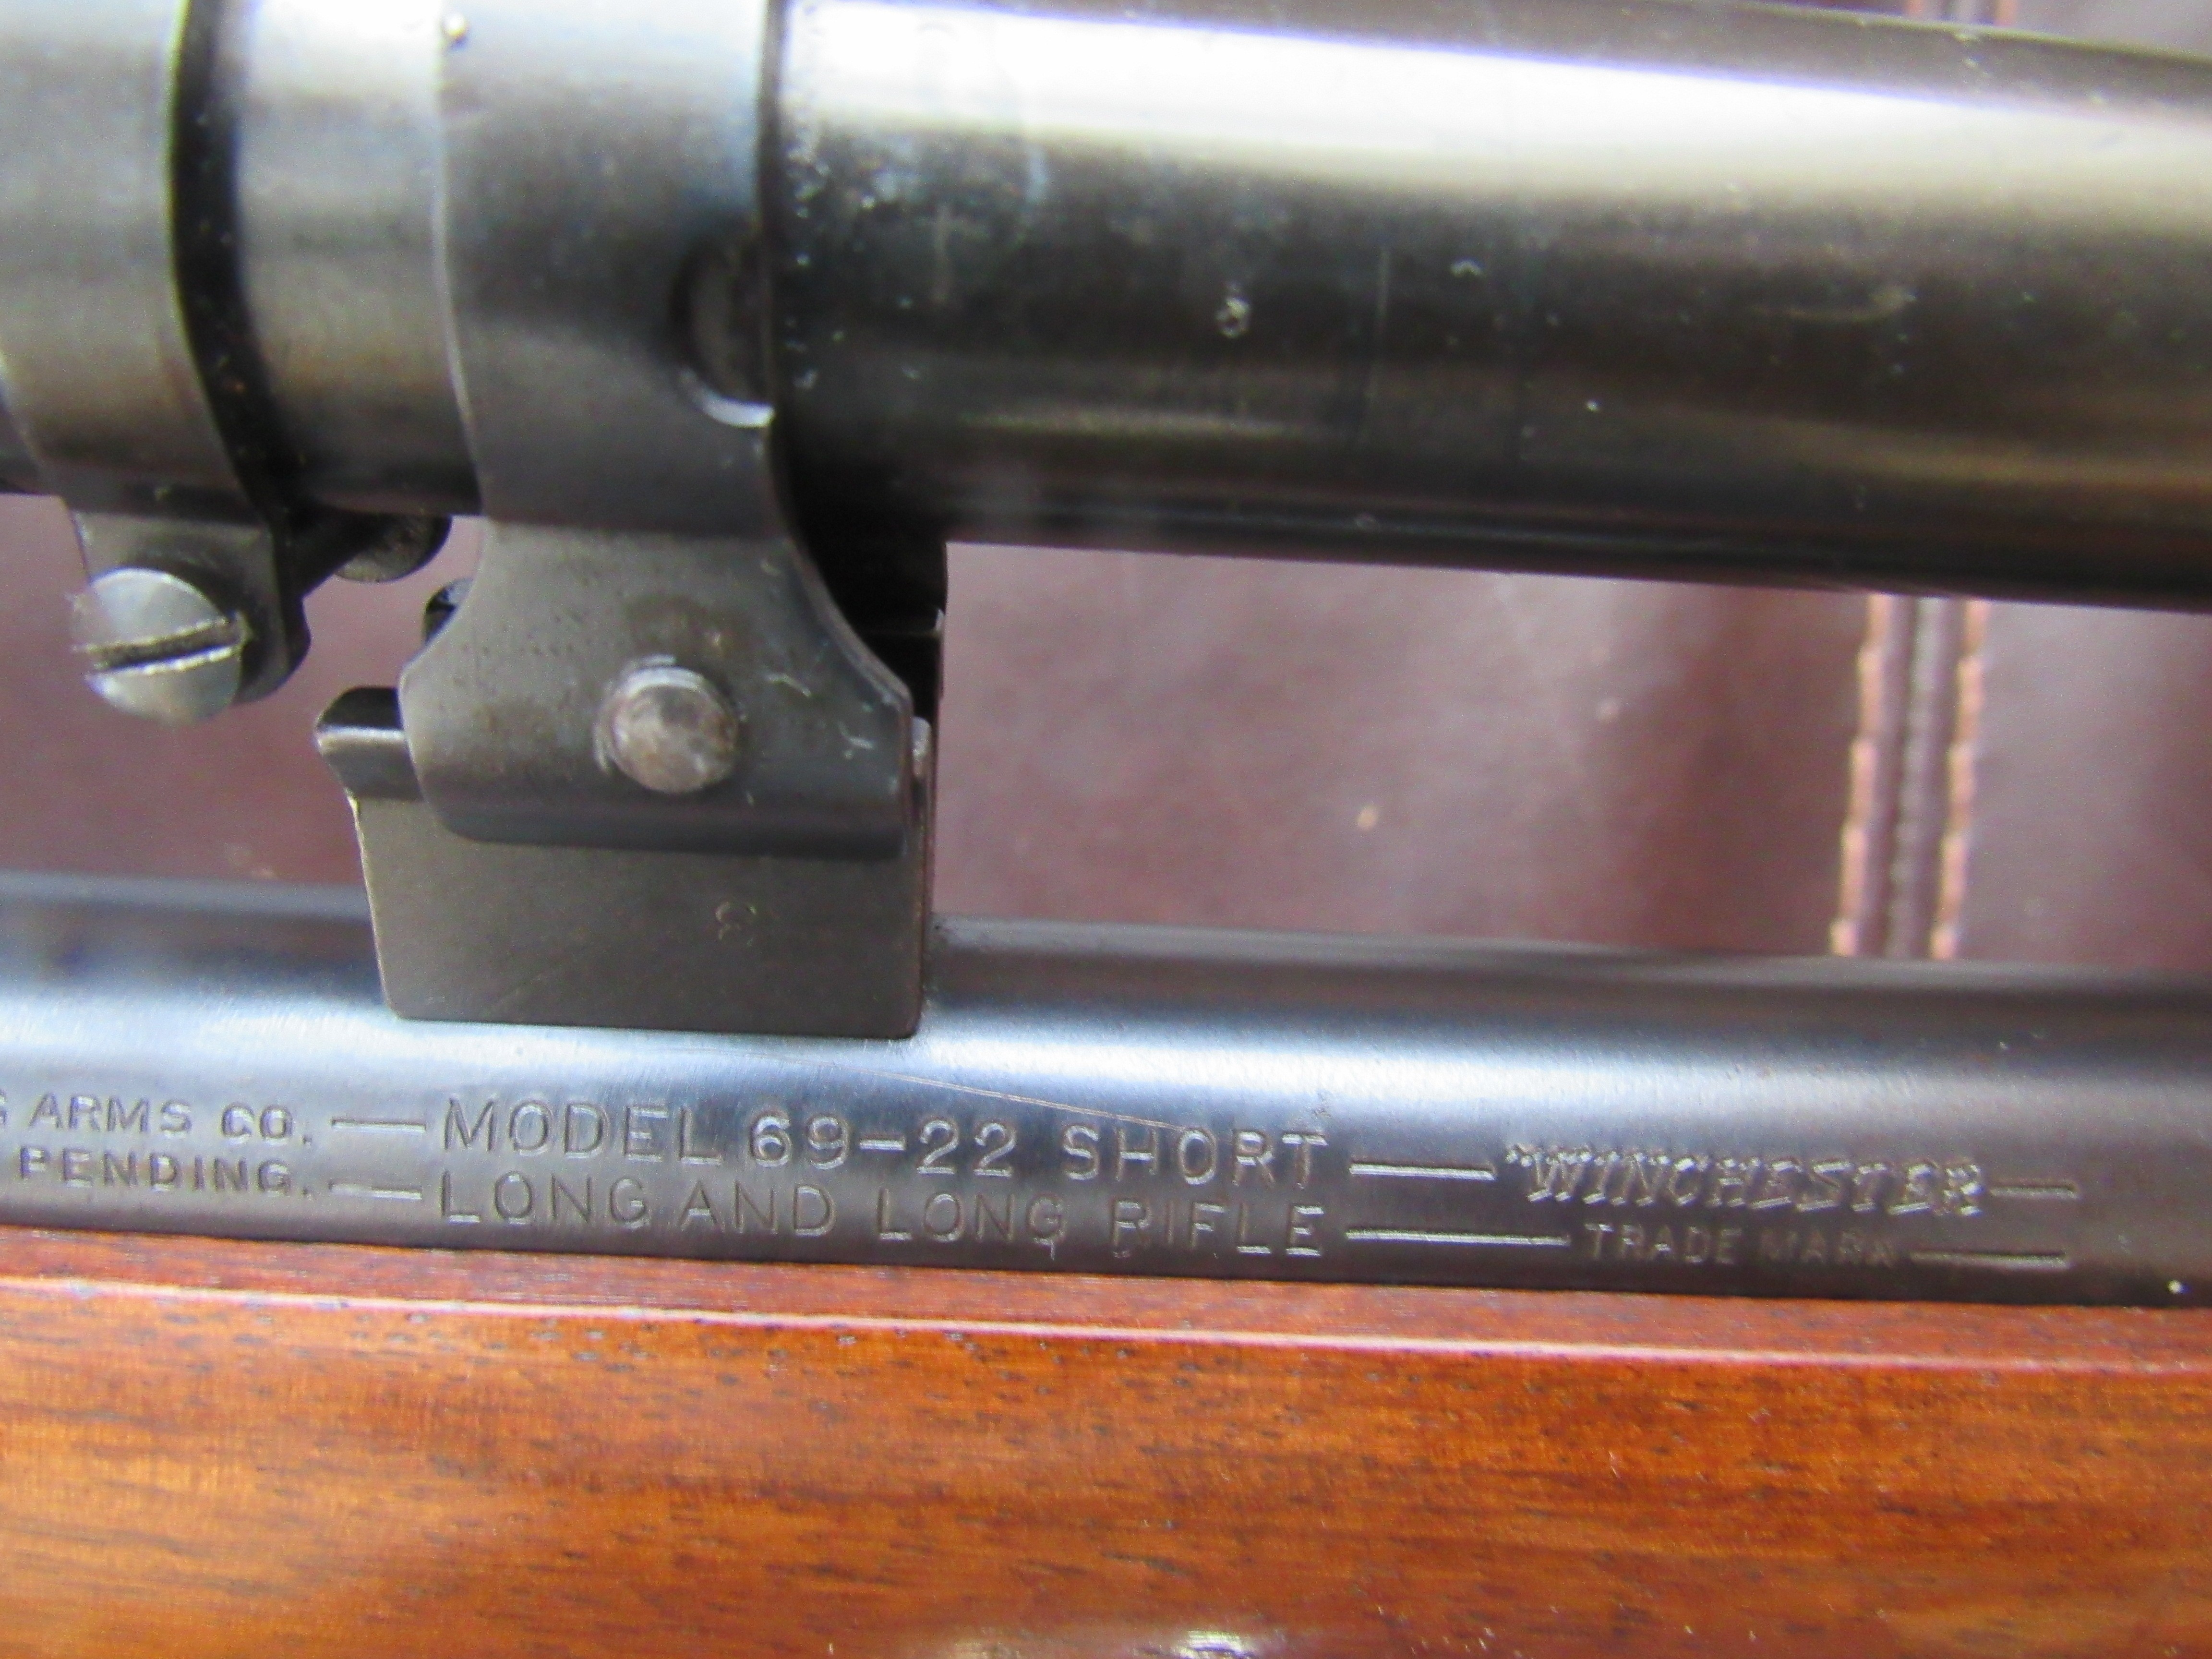 ARMS CO. — MODEL 69-22 SHORT — WINCHESTER —
PENDING. — LONG AND LONG RIFLE — TRADE MARK —